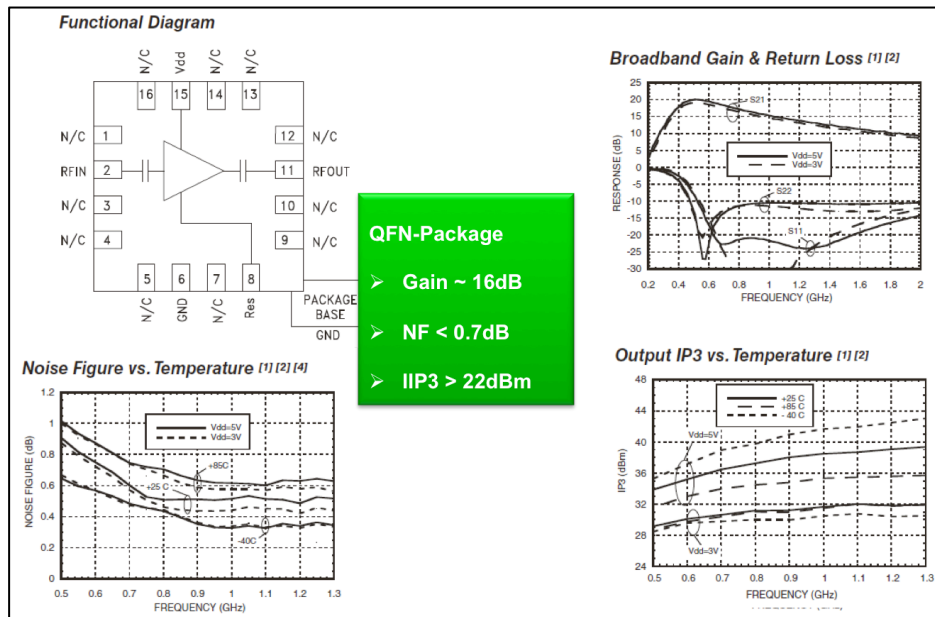 Functional Diagram
N/C
Vdd
N/C
N/C
16
15
14
13
N/C
1
12
N/C
RFIN
2
11
RFOUT
N/C
3
10
N/C
4
9
N/C
N/C
5
6
7
8
N/C
GND
N/C
Res
PACKAGE
BASE
GND
QFN-Package
➢ Gain ~ 16dB
➢ NF < 0.7dB
➢ IIP3 > 22dBm
Broadband Gain & Return Loss [1] [2]
25
20
15
10
5
0
-5
-10
-15
-20
-25
-30
RESPONSE (dB)
S21
Vdd=5V
Vdd=3V
S22
S11
0.2 0.4 0.6 0.8 1 1.2 1.4 1.6 1.8 2
FREQUENCY (GHz)
Noise Figure vs. Temperature [1] [2] [4]
1.2
1
0.8
0.6
0.4
0.2
0
NOISE FIGURE (dB)
Vdd=5V
Vdd=3V
+85C
+25 C
-40C
0.5 0.6 0.7 0.8 0.9 1 1.1 1.2 1.3
FREQUENCY (GHz)
Output IP3 vs. Temperature [1] [2]
48
44
40
36
32
28
24
IP3 (dBm)
+25 C
+85 C
- 40 C
Vdd=5V
Vdd=3V
0.5 0.6 0.7 0.8 0.9 1 1.1 1.2 1.3
FREQUENCY (GHz)